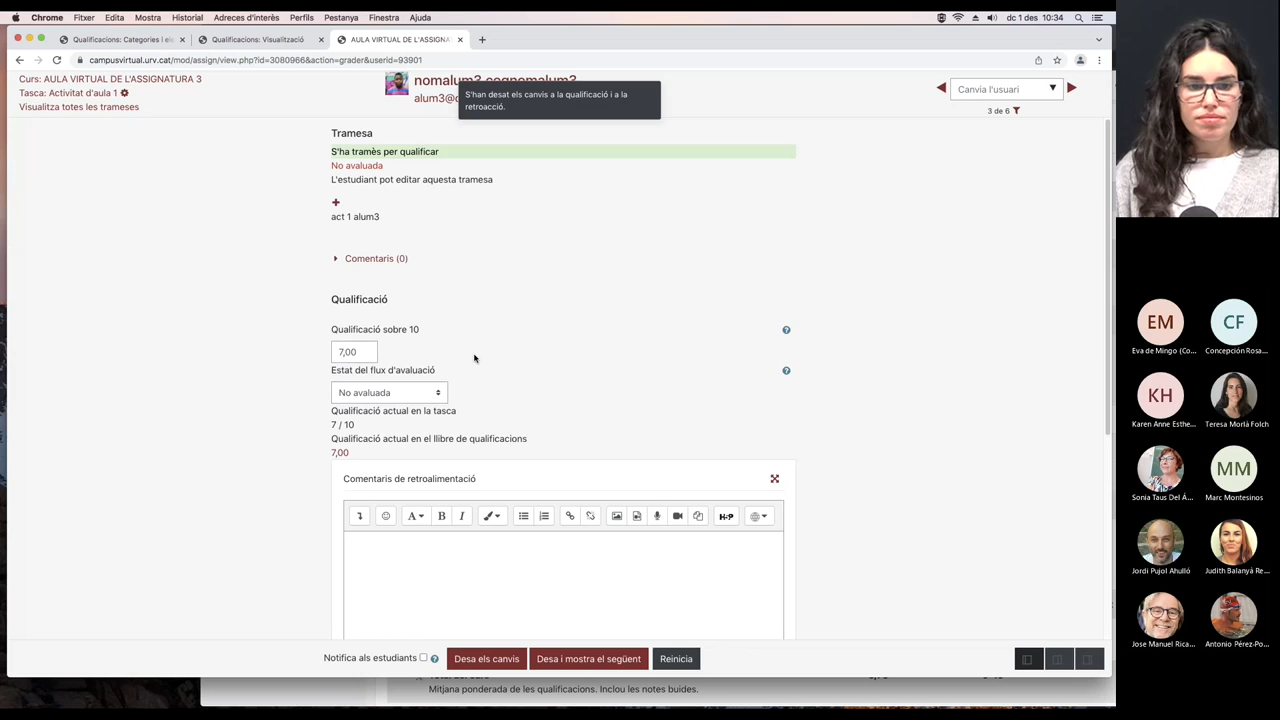 Chrome Fitxer Edita Mostra Historial Adreces d'interès Perfils Pestanya Finestra Ajuda
dc 1 des 10:34
Qualificacions: Categories i el
Qualificacions: Visualització
AULA VIRTUAL DE L'ASSIGNA
campusvirtual.urv.cat/mod/assign/view.php?id=3080966&action=grader&userid=93901
Curs: AULA VIRTUAL DE L'ASSIGNATURA 3
Tasca: Activitat d'aula 1
Visualitza totes les trameses
nomalum3 cognomalum3
alum3@
S'han desat els canvis a la qualificació i a la
retroacció.
Canvia l'usuari
3 de 6
Tramesa
S'ha tramès per qualificar
No avaluada
L'estudiant pot editar aquesta tramesa
act 1 alum3
Comentaris (0)
Qualificació
Qualificació sobre 10
7,00
Estat del flux d'avaluació
No avaluada
Qualificació actual en la tasca
7 / 10
Qualificació actual en el llibre de qualificacions
7,00
Comentaris de retroalimentació
A B I
H5P
Notifica als estudiants
Desa els canvis
Desa i mostra el següent
Reinicia
Mitjana ponderada de les qualificacions. Inclou les notes buides.
EM
CF
Eva de Mingo (Co...
Concepción Rosa...
KH
Karen Anne Esthe...
Teresa Morlà Folch
MM
Sonia Taus Del Á...
Marc Montesinos
Jordi Pujol Ahulló
Judith Balanyà Re...
Jose Manuel Rica...
Antonio Pérez-Po...